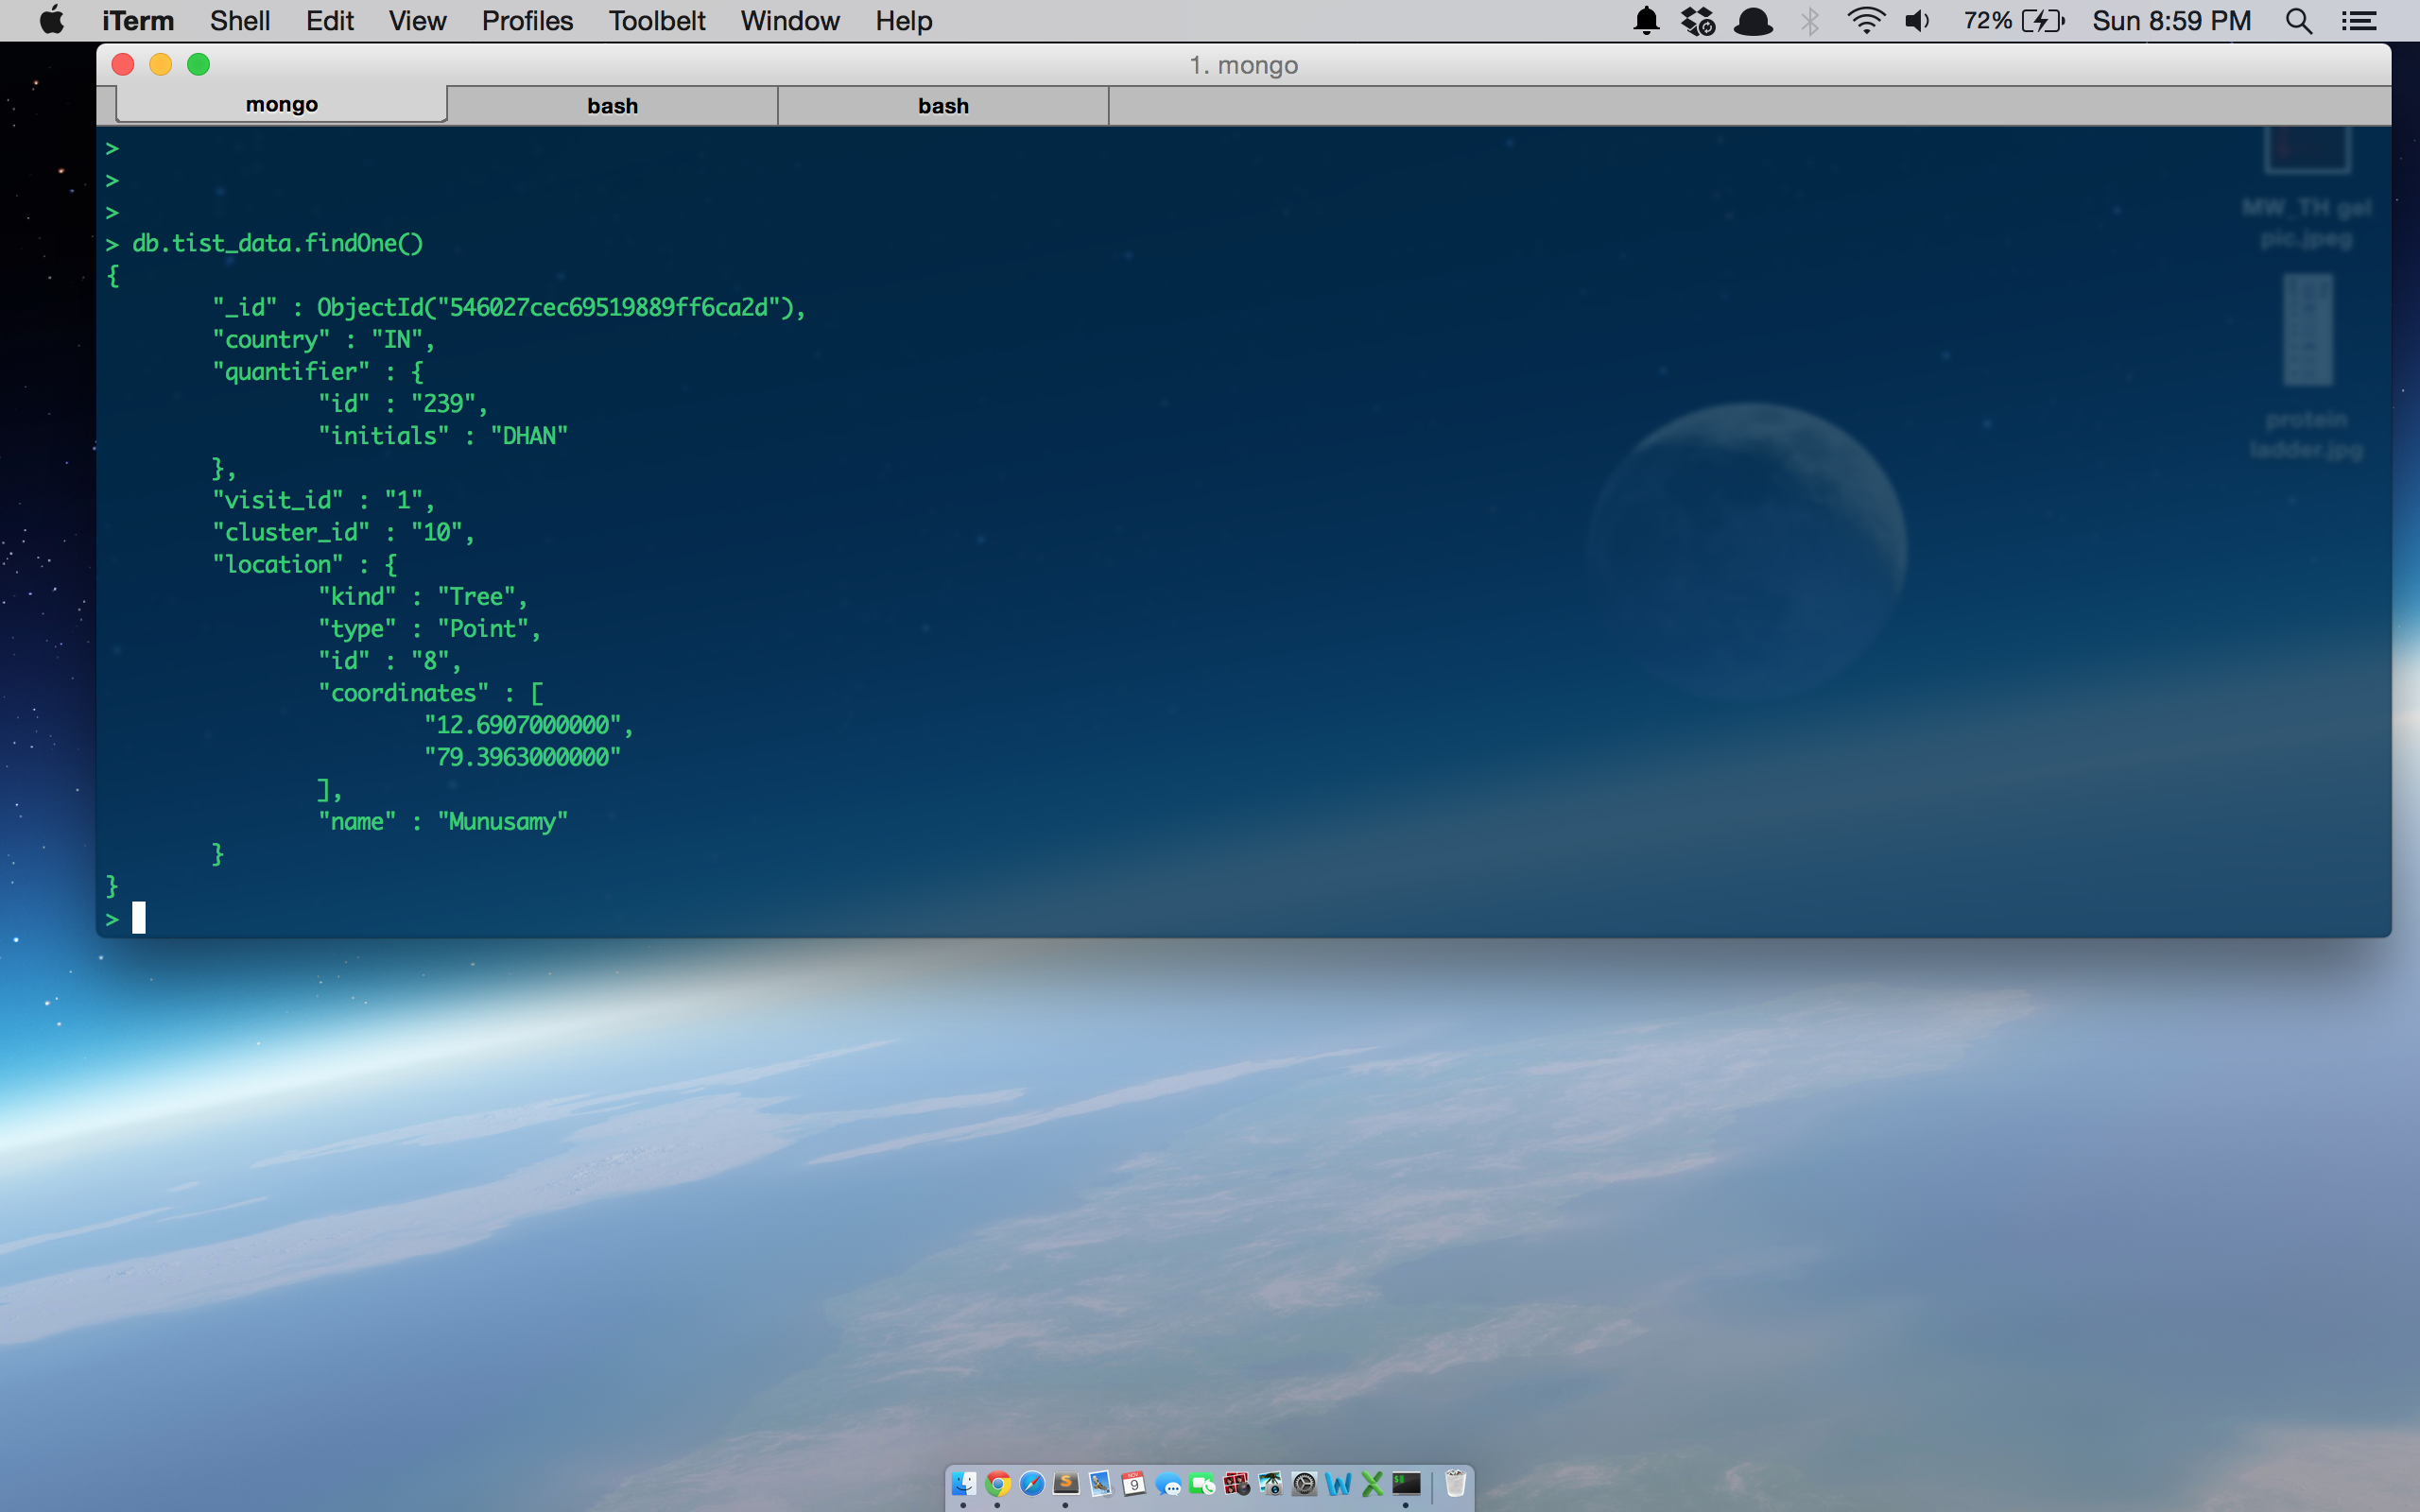 iTerm Shell Edit View Profiles Toolbelt Window Help 72% Sun 8:59 PM
1. mongo
mongo bash bash
>
>
>
> db.tist_data.findOne()
{
"_id" : ObjectId("546027cec69519889ff6ca2d"),
"country" : "IN",
"quantifier" : {
"id" : "239",
"initials" : "DHAN"
},
"visit_id" : "1",
"cluster_id" : "10",
"location" : {
"kind" : "Tree",
"type" : "Point",
"id" : "8",
"coordinates" : [
"12.6907000000",
"79.3963000000"
],
"name" : "Munusamy"
}
}
>
MW_TH gel
pic.jpeg
protein
ladder.jpg
NOV
9